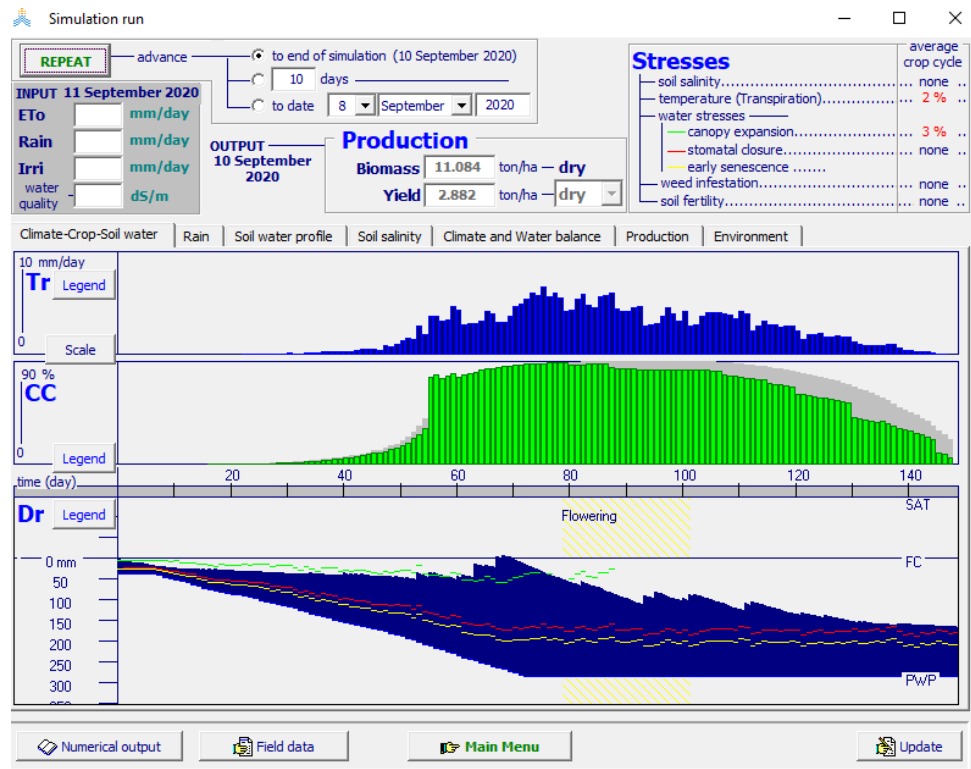 Simulation run
REPEAT
advance
to end of simulation (10 September 2020)
10 days
to date 8 September 2020
INPUT 11 September 2020
ETo mm/day
Rain mm/day
Irri mm/day
water quality dS/m
OUTPUT
10 September
2020
Production
Biomass 11.084 ton/ha dry
Yield 2.882 ton/ha dry
Stresses
average
crop cycle
soil salinity................................ none ..
temperature (Transpiration)................ 2 % ..
water stresses
canopy expansion........................ 3 % ..
stomatal closure........................ none ..
early senescence .......
weed infestation............................ none ..
soil fertility................................ none ..
Climate-Crop-Soil water Rain Soil water profile Soil salinity Climate and Water balance Production Environment
10 mm/day
Tr Legend
0
Scale
90 %
CC
0
Legend
time (day) 20 40 60 80 100 120 140
Dr Legend
Flowering
SAT
0 mm
FC
50
100
150
200
250
300
PWP
350
Numerical output Field data Main Menu Update